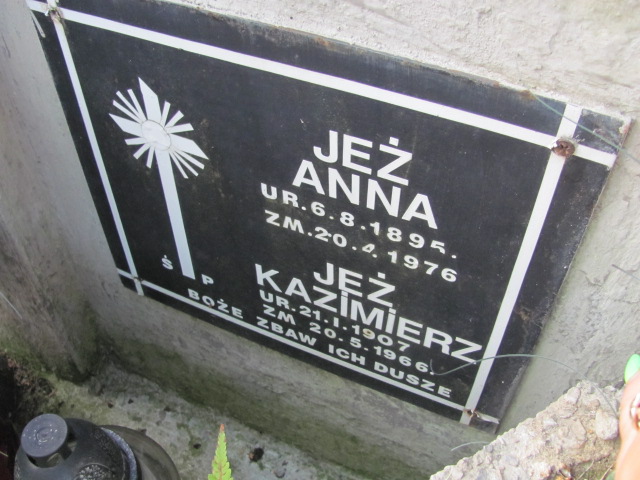 JEŻ
ANNA
UR.6.8.1895.
ZM.20.4.1976
Ś P
JEŻ
KAZIMIERZ
UR.21.I.1907
ZM. 20.5.1966.
BOŻE ZBAW ICH DUSZE